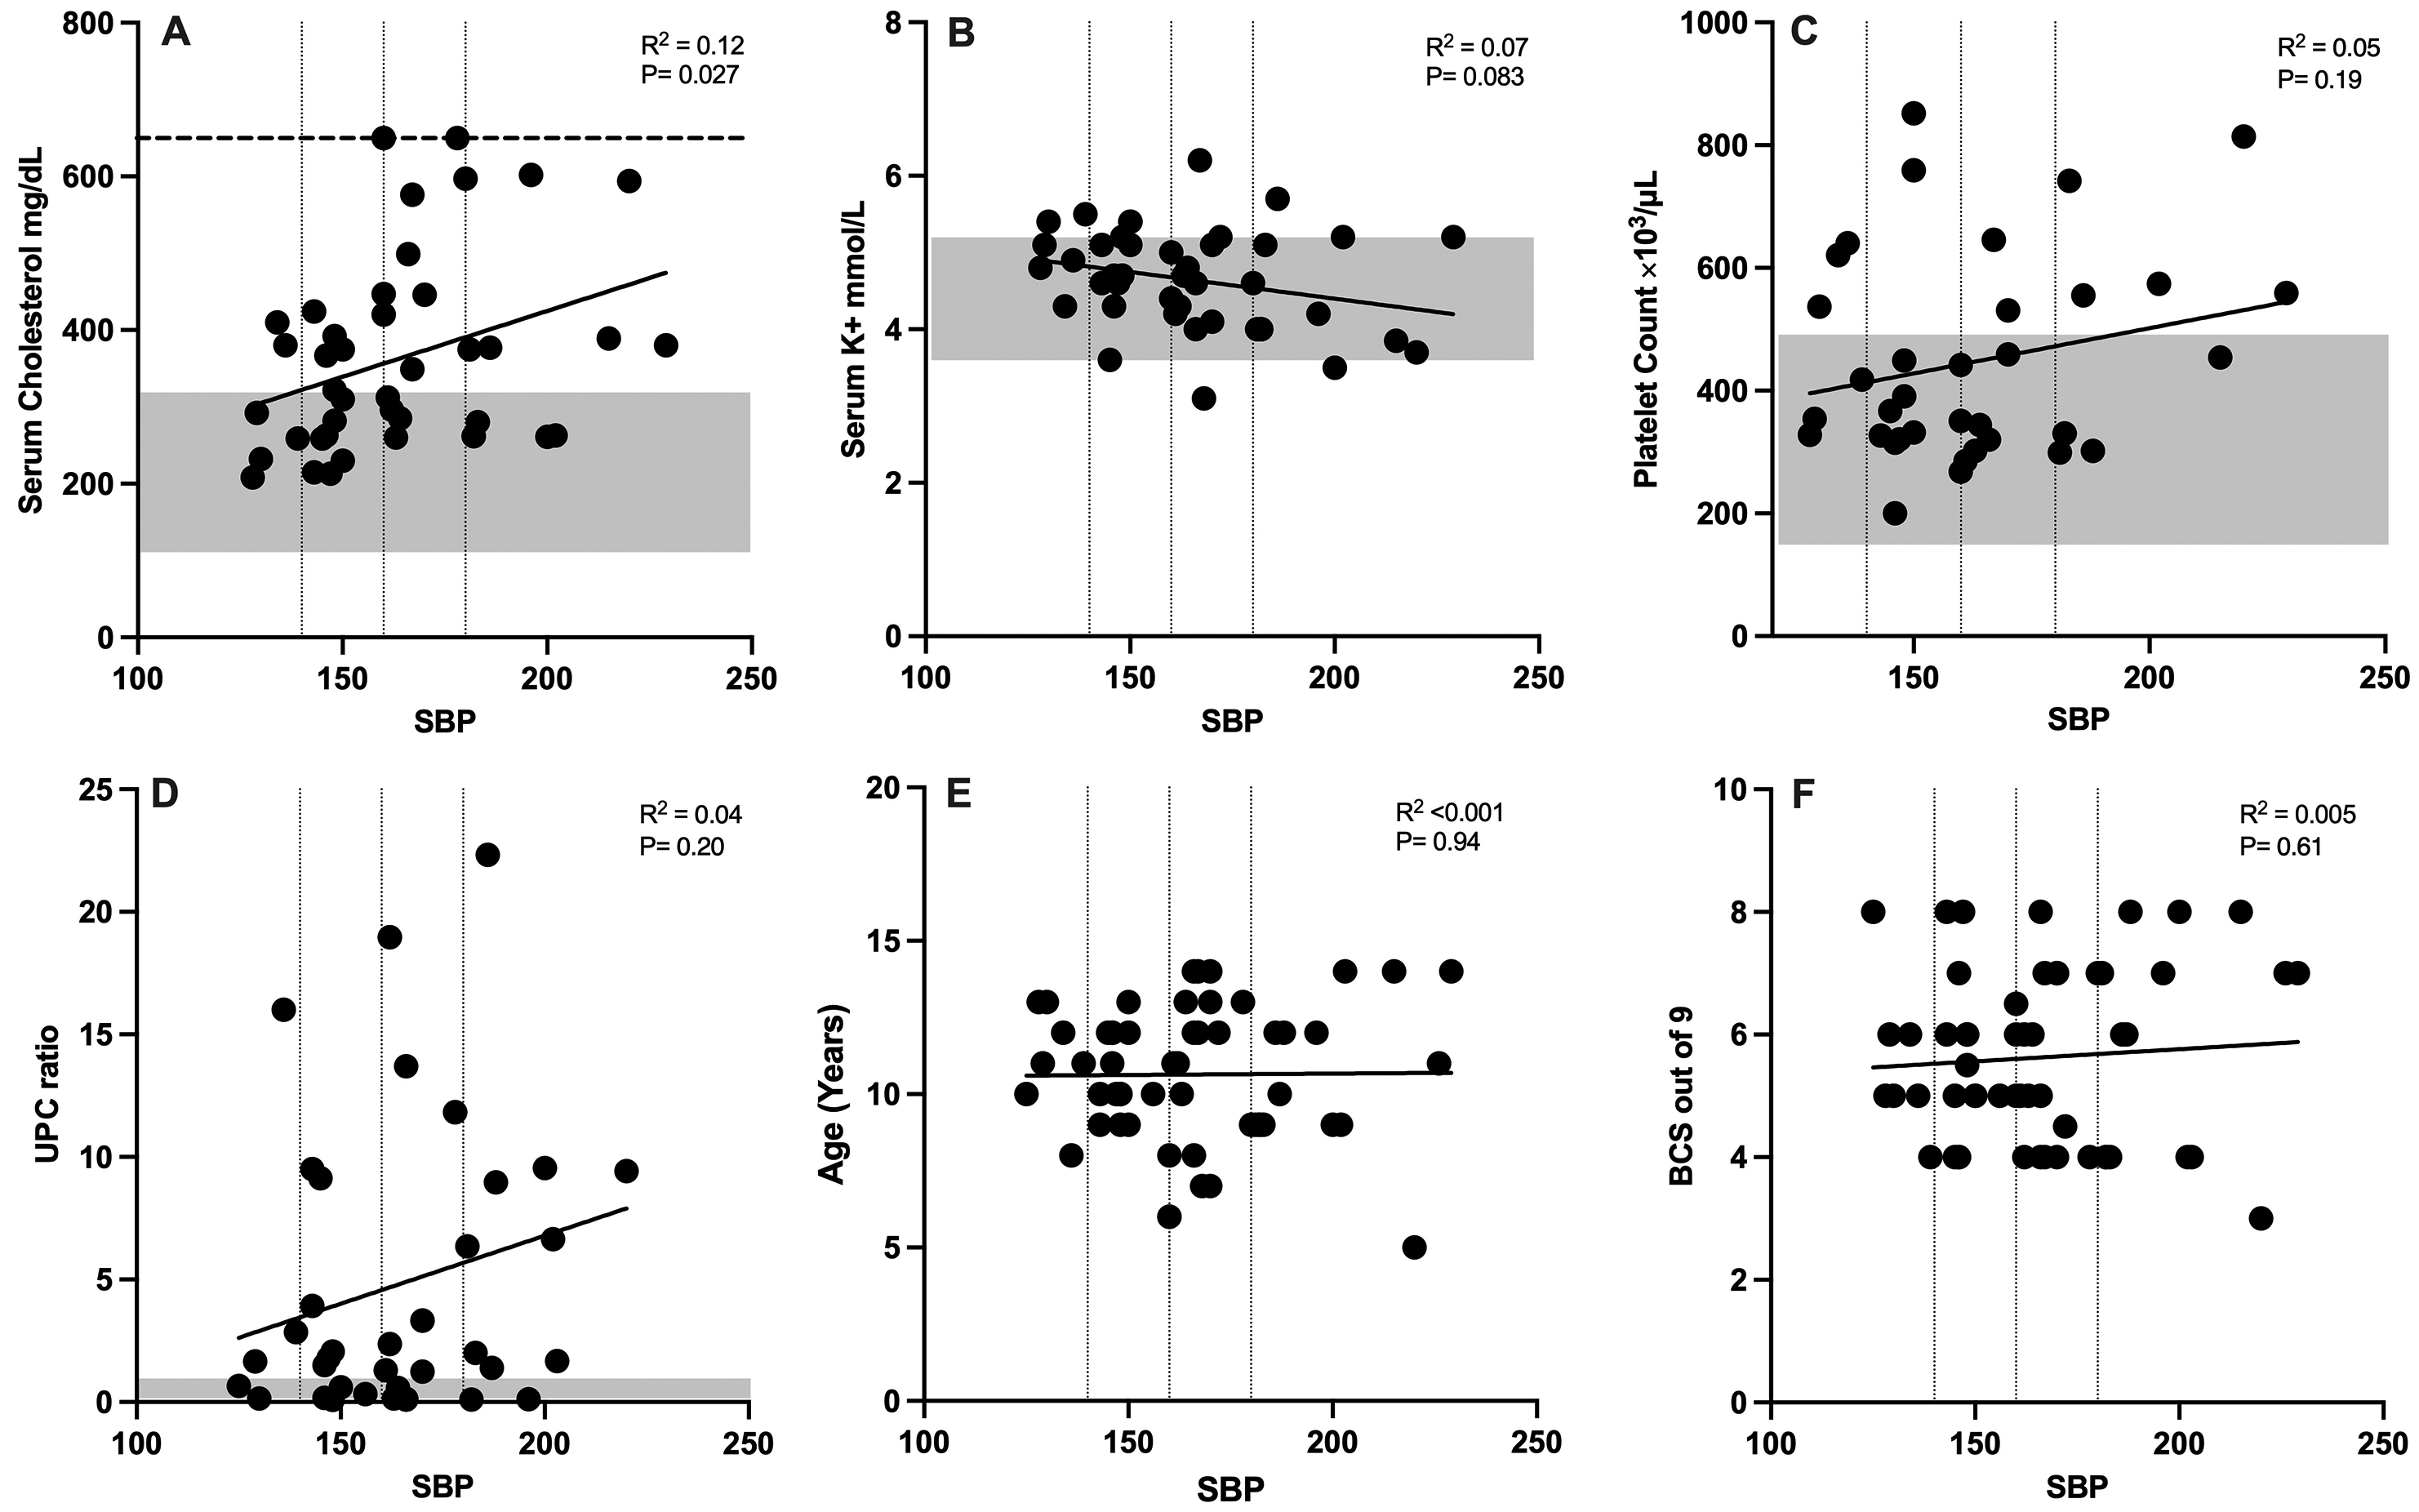 A
R² = 0.12
P= 0.027
Serum Cholesterol mg/dL
800
600
400
200
0
100 150 200 250
SBP
B
R² = 0.07
P= 0.083
Serum K+ mmol/L
8
6
4
2
0
100 150 200 250
SBP
C
R² = 0.05
P= 0.19
Platelet Count ×10³/µL
1000
800
600
400
200
0
150 200 250
SBP
D
R² = 0.04
P= 0.20
UPC ratio
25
20
15
10
5
0
100 150 200 250
SBP
E
R² <0.001
P= 0.94
Age (Years)
20
15
10
5
0
100 150 200 250
SBP
F
R² = 0.005
P= 0.61
BCS out of 9
10
8
6
4
2
0
100 150 200 250
SBP